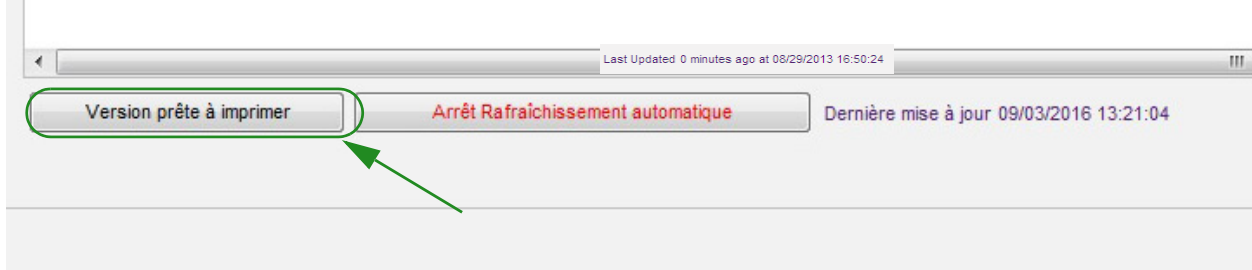 Last Updated 0 minutes ago at 08/29/2013 16:50:24
Version prête à imprimer
Arrêt Rafraîchissement automatique
Dernière mise à jour 09/03/2016 13:21:04